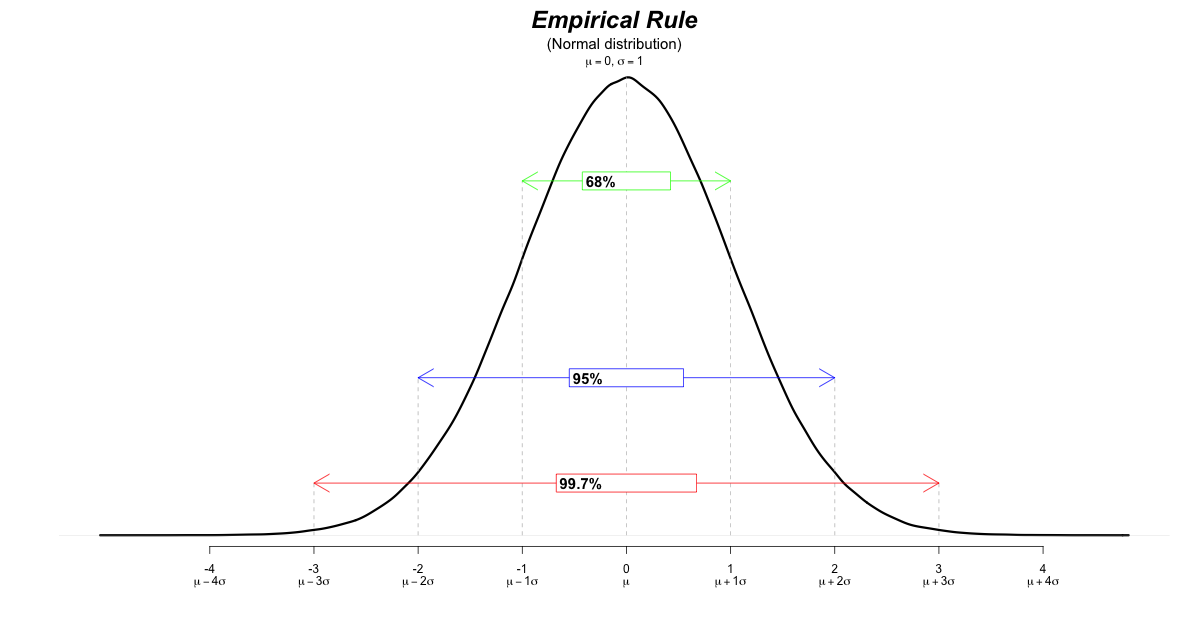 Empirical Rule
(Normal distribution)
μ = 0, σ = 1
68%
95%
99.7%
-4 -3 -2 -1 0 1 2 3 4
μ − 4σ μ − 3σ μ − 2σ μ − 1σ μ μ + 1σ μ + 2σ μ + 3σ μ + 4σ